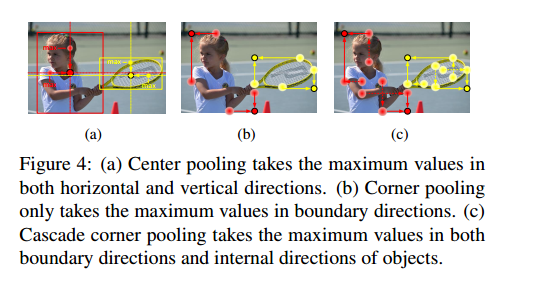 max
max
max
max
(a)
(b)
(c)
Figure 4: (a) Center pooling takes the maximum values in
both horizontal and vertical directions. (b) Corner pooling
only takes the maximum values in boundary directions. (c)
Cascade corner pooling takes the maximum values in both
boundary directions and internal directions of objects.